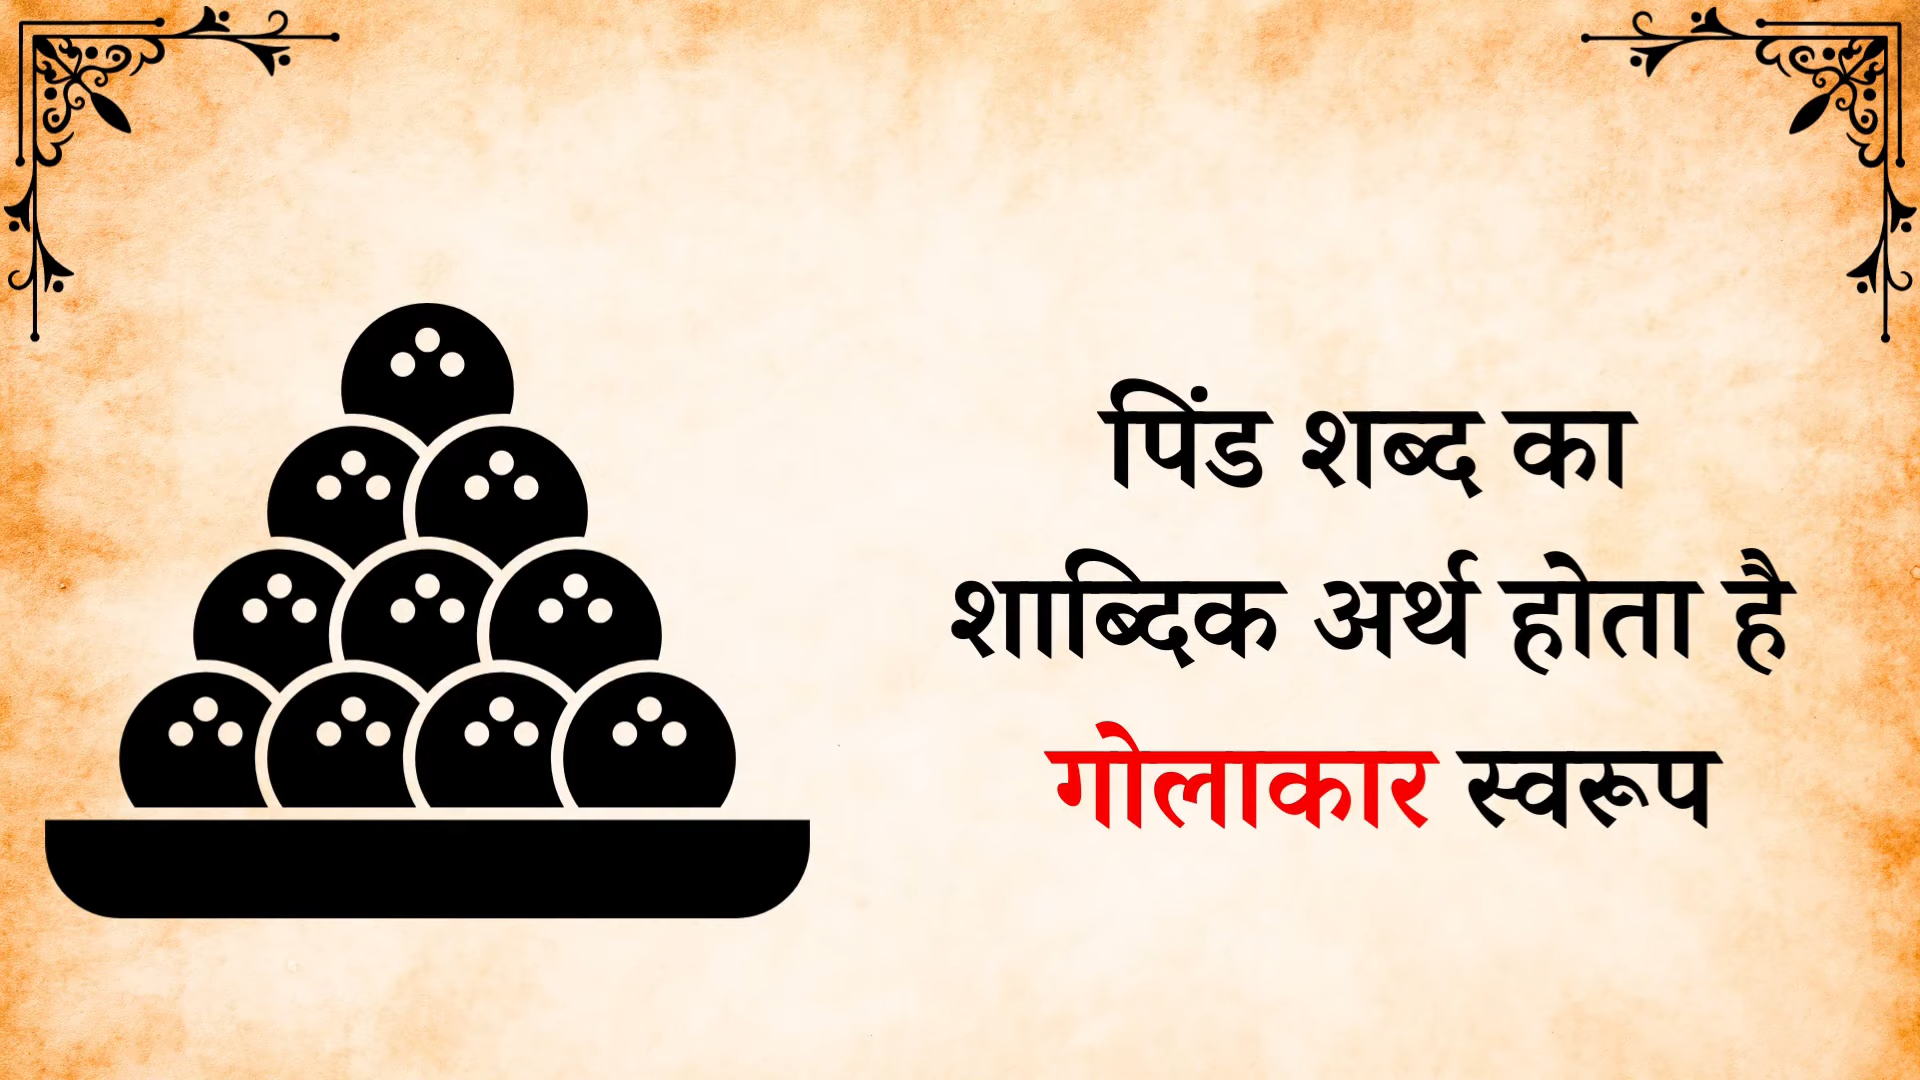 पिंड शब्द का
शाब्दिक अर्थ होता है
गोलाकार स्वरूप